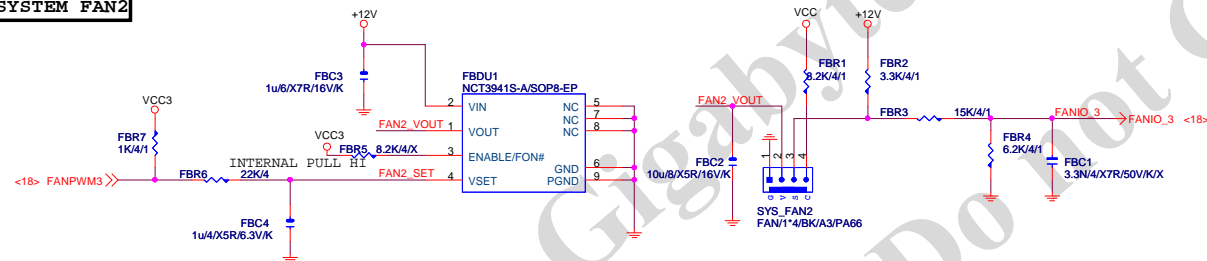 SYSTEM FAN2
+12V
FBC3
1u/6/X7R/16V/K
FBDU1
NCT3941S-A/SOP8-EP
2 VIN
NC 5
NC 7
NC 8
FAN2_VOUT 1 VOUT
VCC3
FBR7
1K/4/1
VCC3
FBR5 8.2K/4/X
3 ENABLE/FON#
INTERNAL PULL HI
GND 6
PGND 9
<18> FANPWM3
FBR6 22K/4
FAN2_SET 4 VSET
FBC4
1u/4/X5R/6.3V/K
VCC
+12V
FBR1
8.2K/4/1
FBR2
3.3K/4/1
FAN2_VOUT
FBR3 15K/4/1
FANIO_3
FANIO_3 <18>
FBR4
6.2K/4/1
FBC1
3.3N/4/X7R/50V/K/X
FBC2
10u/8/X5R/16V/K
1 2 3 4
G V S C
SYS_FAN2
FAN/1*4/BK/A3/PA66
Gigabyte
Do not